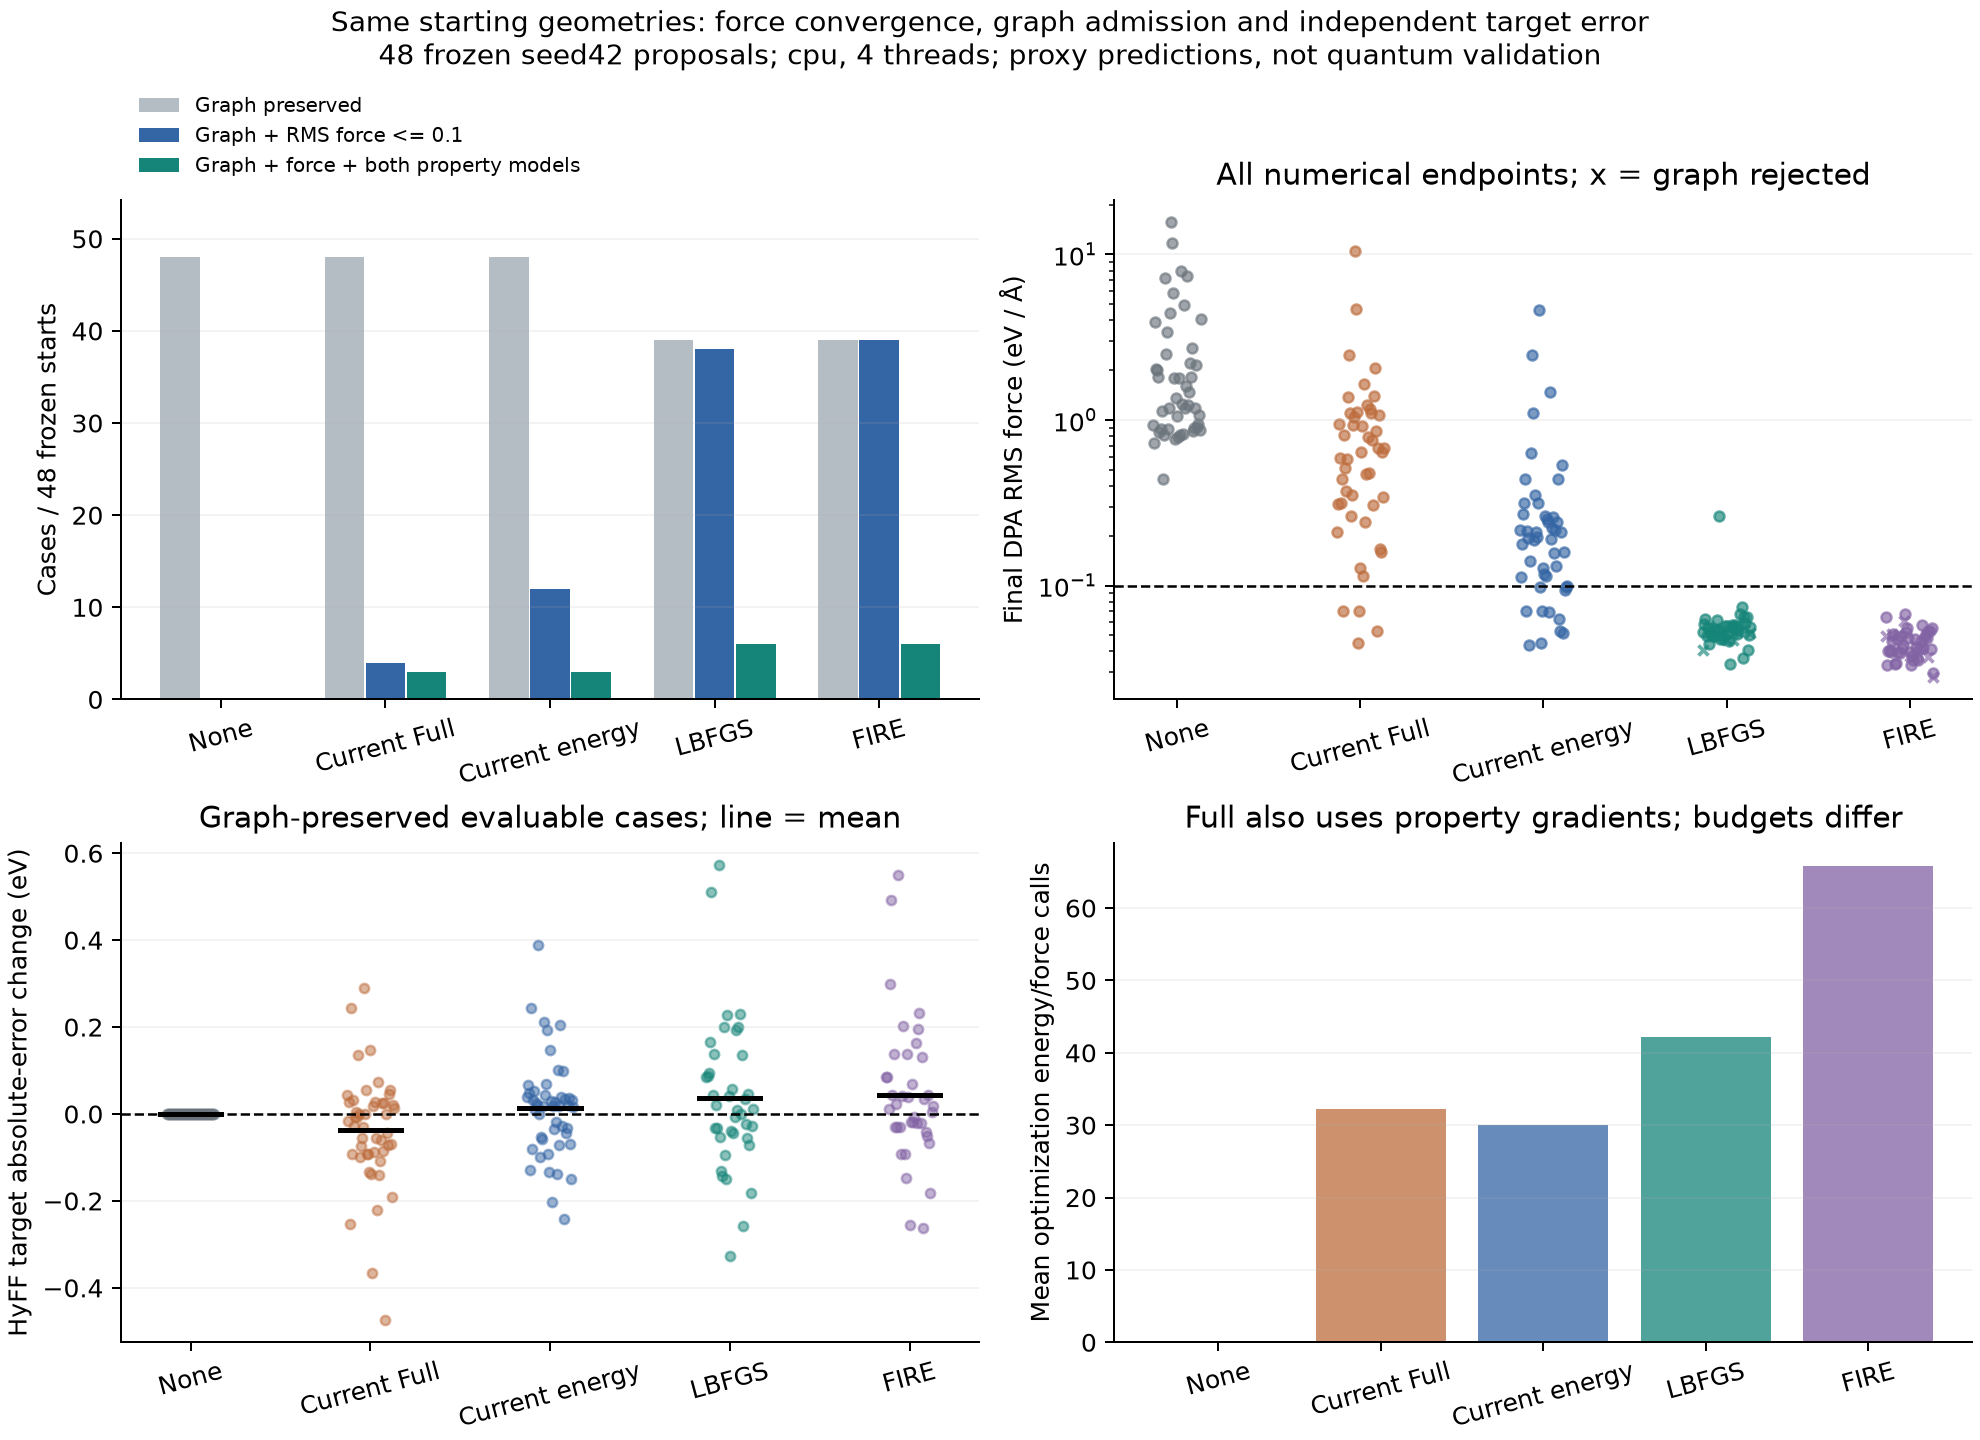 Same starting geometries: force convergence, graph admission and independent target error
48 frozen seed42 proposals; cpu, 4 threads; proxy predictions, not quantum validation
Graph preserved
Graph + RMS force <= 0.1
Graph + force + both property models
Cases / 48 frozen starts
50
40
30
20
10
0
None
Current Full
Current energy
LBFGS
FIRE
All numerical endpoints; x = graph rejected
Final DPA RMS force (eV / Å)
10¹
10⁰
10⁻¹
None
Current Full
Current energy
LBFGS
FIRE
Graph-preserved evaluable cases; line = mean
HyFF target absolute-error change (eV)
0.6
0.4
0.2
0.0
−0.2
−0.4
None
Current Full
Current energy
LBFGS
FIRE
Full also uses property gradients; budgets differ
Mean optimization energy/force calls
60
50
40
30
20
10
0
None
Current Full
Current energy
LBFGS
FIRE